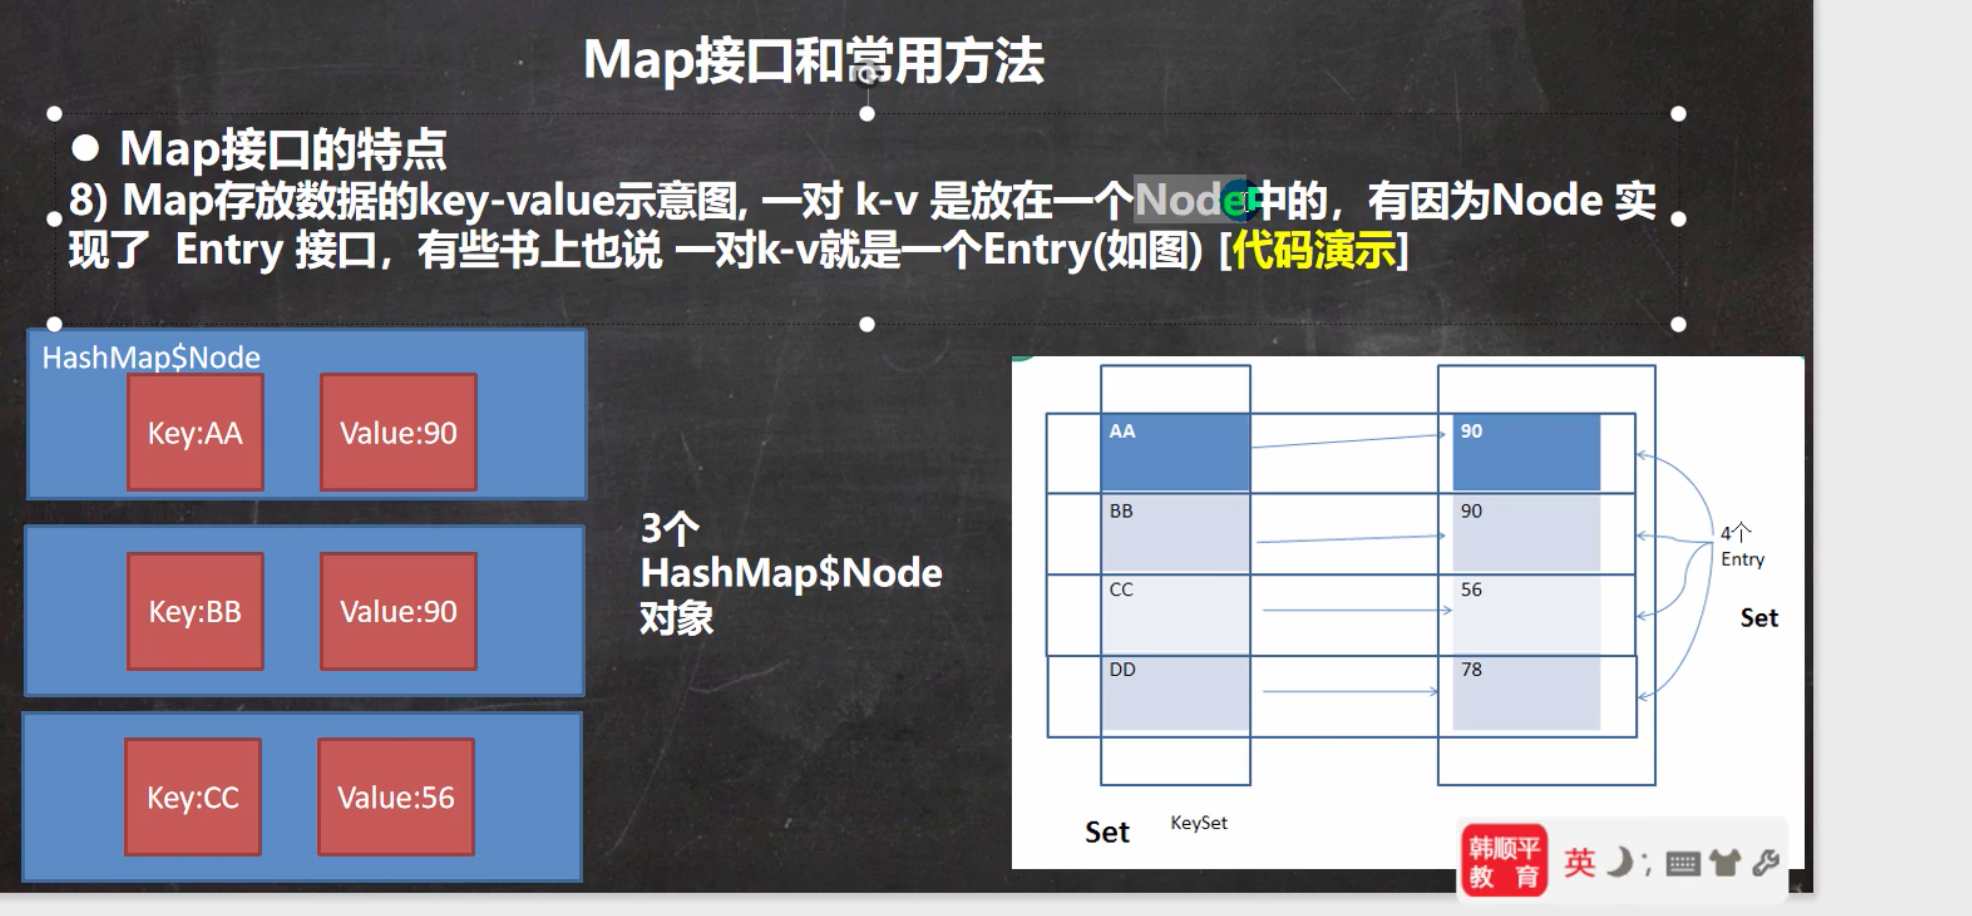 Map接口和常用方法
● Map接口的特点
8) Map存放数据的key-value示意图, 一对 k-v 是放在一个Node中的，有因为Node 实
现了 Entry 接口，有些书上也说 一对k-v就是一个Entry(如图) [代码演示]
HashMap$Node
Key:AA Value:90
Key:BB Value:90
Key:CC Value:56
3个
HashMap$Node
对象
AA 90
BB 90
CC 56
DD 78
4个
Entry
Set
Set KeySet
韩顺平
教 育
英 ;